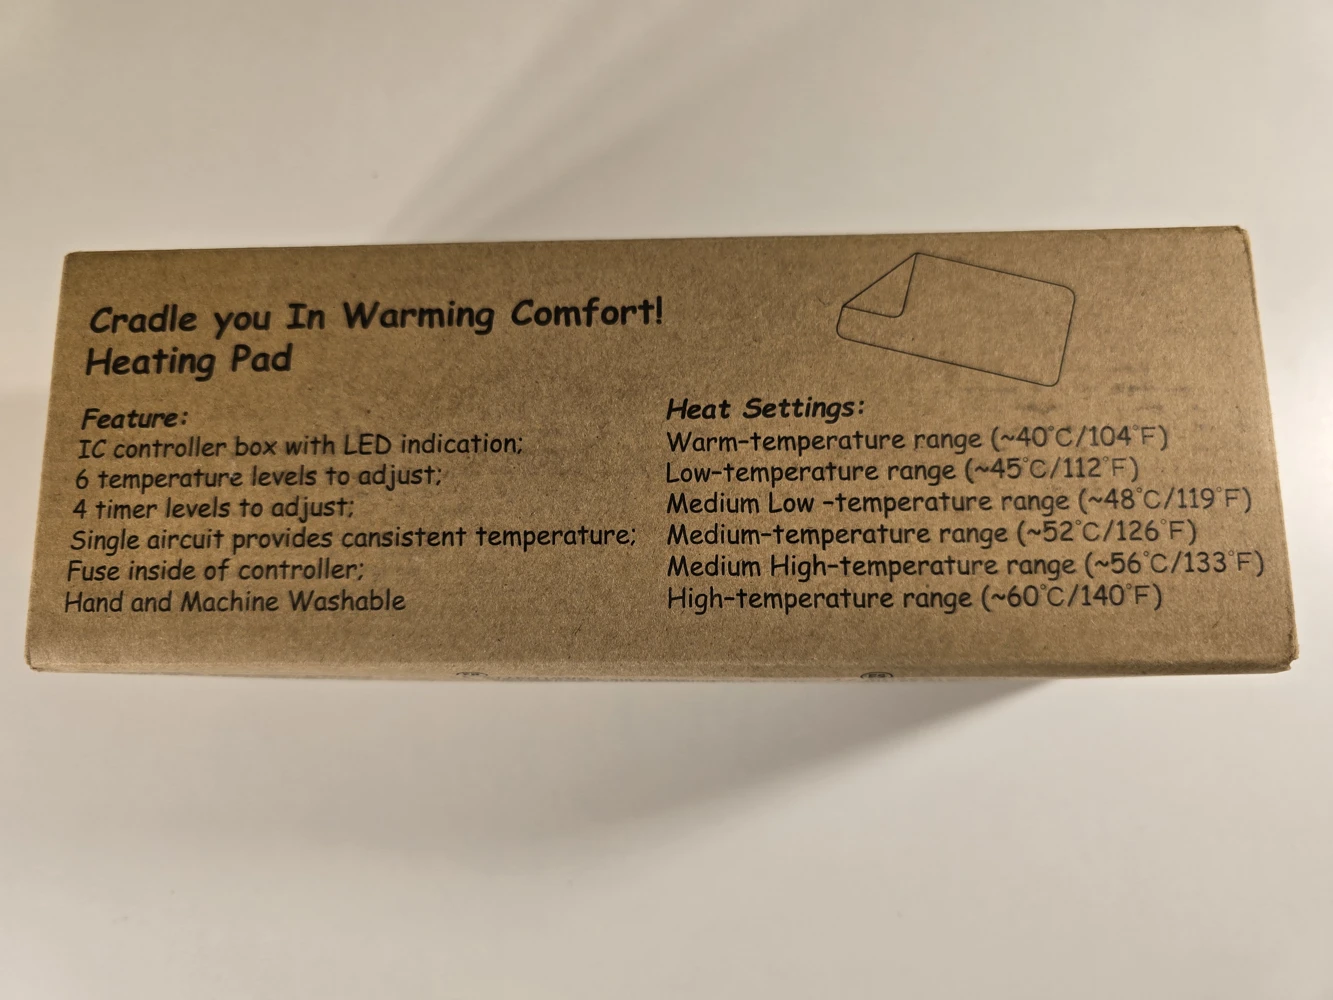 Cradle you In Warming Comfort!
Heating Pad
Feature:
IC controller box with LED indication;
6 temperature levels to adjust;
4 timer levels to adjust;
Single aircuit provides cansistent temperature;
Fuse inside of controller;
Hand and Machine Washable
Heat Settings:
Warm-temperature range (~40°C/104°F)
Low-temperature range (~45°C/112°F)
Medium Low -temperature range (~48°C/119°F)
Medium-temperature range (~52°C/126°F)
Medium High-temperature range (~56°C/133°F)
High-temperature range (~60°C/140°F)